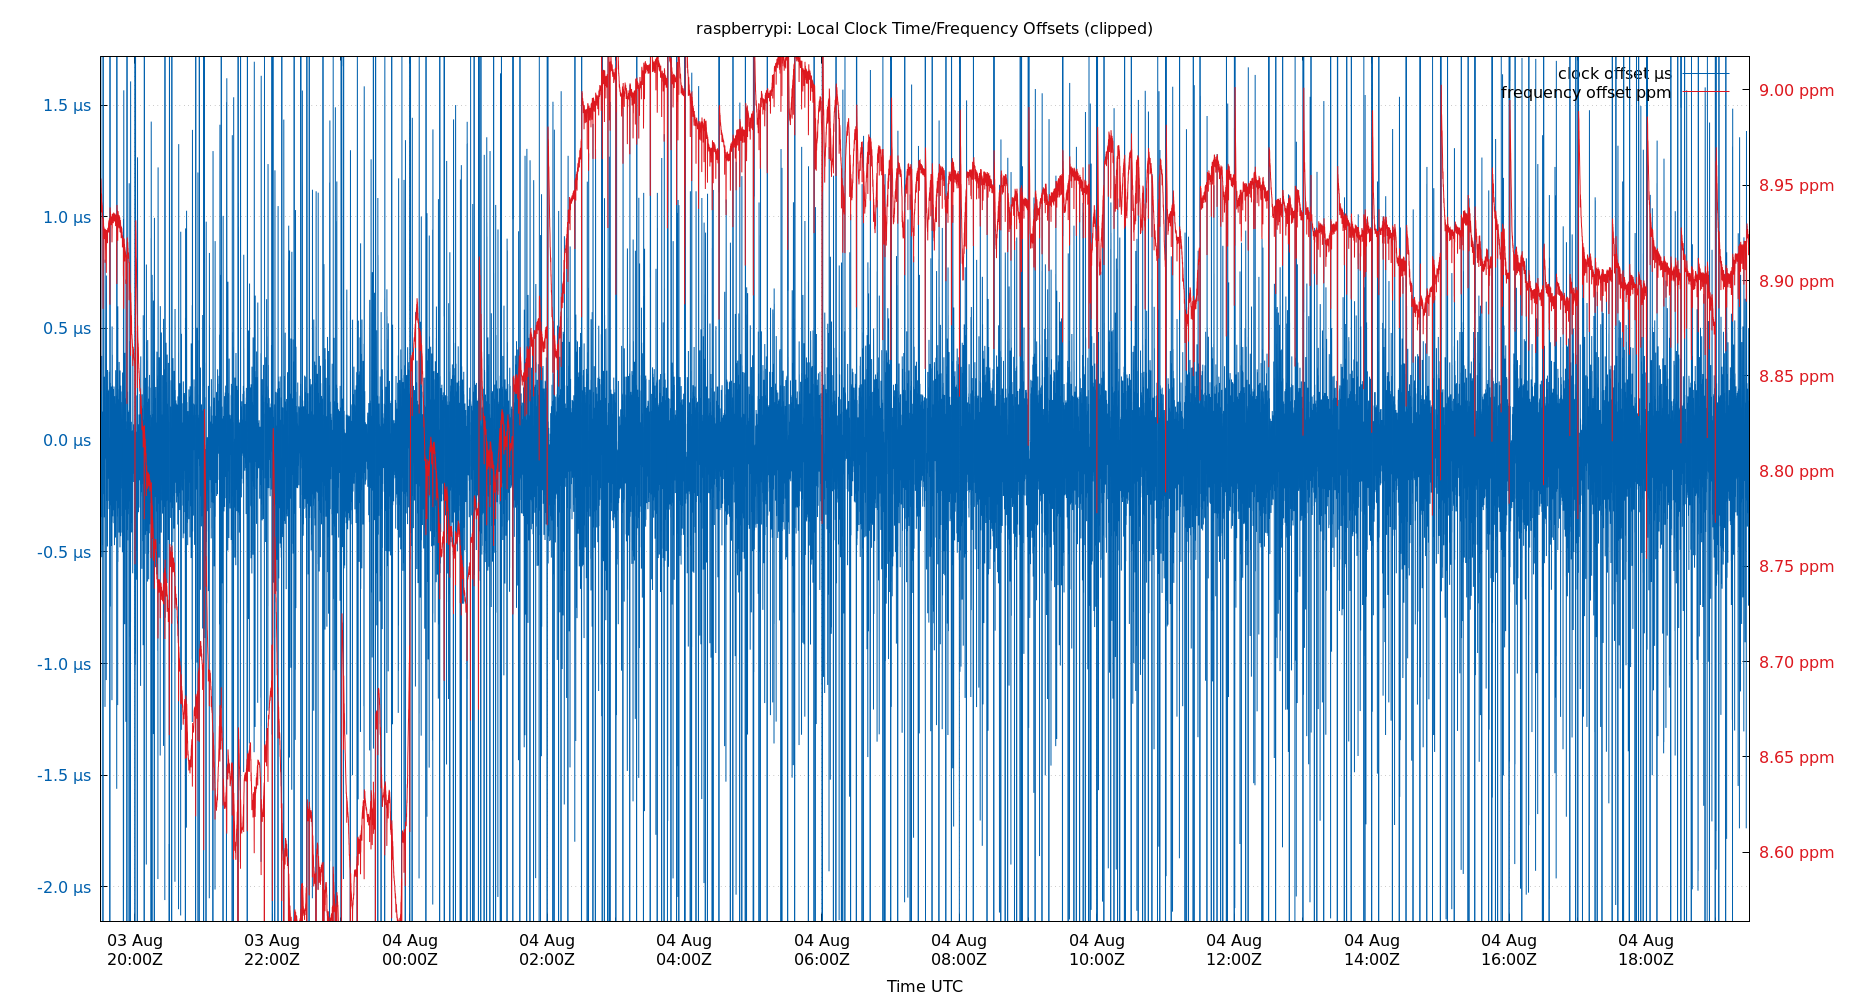 raspberrypi: Local Clock Time/Frequency Offsets (clipped)
clock offset µs
frequency offset ppm
1.5 µs
1.0 µs
0.5 µs
0.0 µs
-0.5 µs
-1.0 µs
-1.5 µs
-2.0 µs
9.00 ppm
8.95 ppm
8.90 ppm
8.85 ppm
8.80 ppm
8.75 ppm
8.70 ppm
8.65 ppm
8.60 ppm
03 Aug 03 Aug 04 Aug 04 Aug 04 Aug 04 Aug 04 Aug 04 Aug 04 Aug 04 Aug 04 Aug 04 Aug
20:00Z 22:00Z 00:00Z 02:00Z 04:00Z 06:00Z 08:00Z 10:00Z 12:00Z 14:00Z 16:00Z 18:00Z
Time UTC